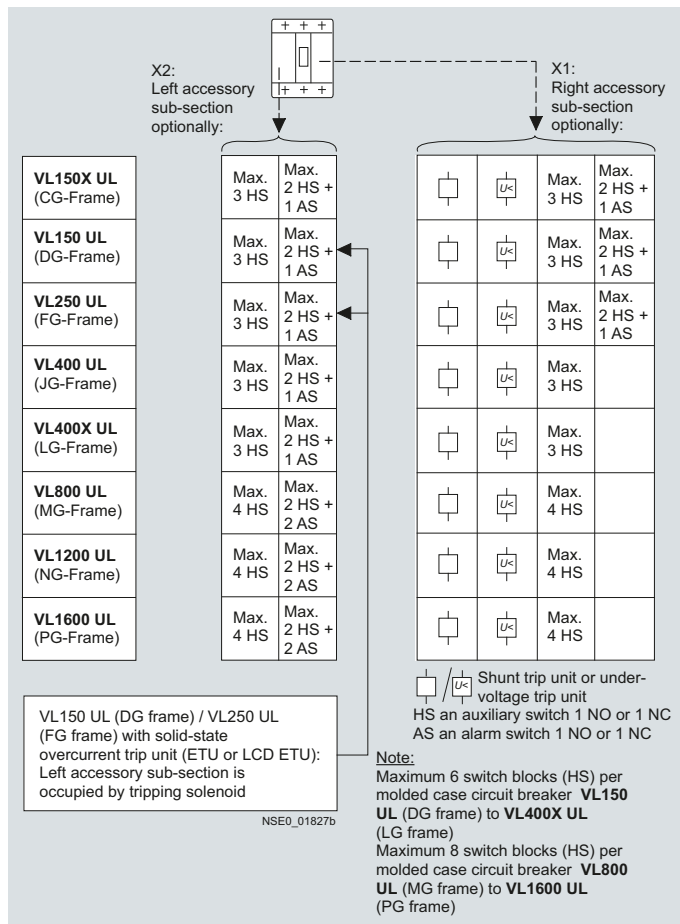 X2:
Left accessory
sub-section
optionally:
X1:
Right accessory
sub-section
optionally:
VL150X UL
(CG-Frame)
Max.
3 HS
Max.
2 HS +
1 AS
U<
Max.
3 HS
Max.
2 HS +
1 AS
VL150 UL
(DG-Frame)
Max.
3 HS
Max.
2 HS +
1 AS
U<
Max.
3 HS
Max.
2 HS +
1 AS
VL250 UL
(FG-Frame)
Max.
3 HS
Max.
2 HS +
1 AS
U<
Max.
3 HS
Max.
2 HS +
1 AS
VL400 UL
(JG-Frame)
Max.
3 HS
Max.
2 HS +
1 AS
U<
Max.
3 HS
VL400X UL
(LG-Frame)
Max.
3 HS
Max.
2 HS +
1 AS
U<
Max.
3 HS
VL800 UL
(MG-Frame)
Max.
4 HS
Max.
2 HS +
2 AS
U<
Max.
4 HS
VL1200 UL
(NG-Frame)
Max.
4 HS
Max.
2 HS +
2 AS
U<
Max.
4 HS
VL1600 UL
(PG-Frame)
Max.
4 HS
Max.
2 HS +
2 AS
U<
Max.
4 HS
VL150 UL (DG frame) / VL250 UL
(FG frame) with solid-state
overcurrent trip unit (ETU or LCD ETU):
Left accessory sub-section is
occupied by tripping solenoid
NSE0_01827b
/ U< Shunt trip unit or under-
voltage trip unit
HS an auxiliary switch 1 NO or 1 NC
AS an alarm switch 1 NO or 1 NC
Note:
Maximum 6 switch blocks (HS) per
molded case circuit breaker VL150
UL (DG frame) to VL400X UL
(LG frame)
Maximum 8 switch blocks (HS) per
molded case circuit breaker VL800
UL (MG frame) to VL1600 UL
(PG frame)